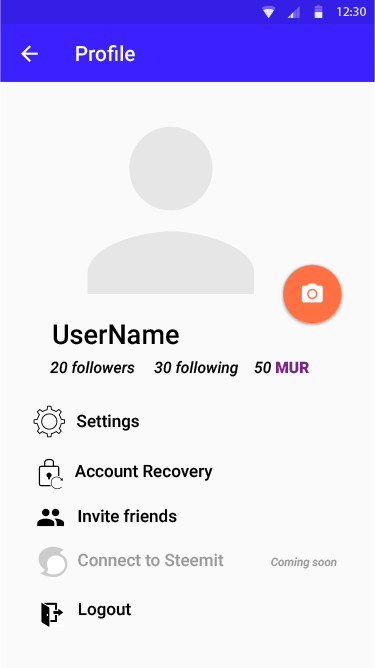 12:30
Profile
UserName
20 followers 30 following 50 MUR
Settings
Account Recovery
Invite friends
Connect to Steemit Coming soon
Logout